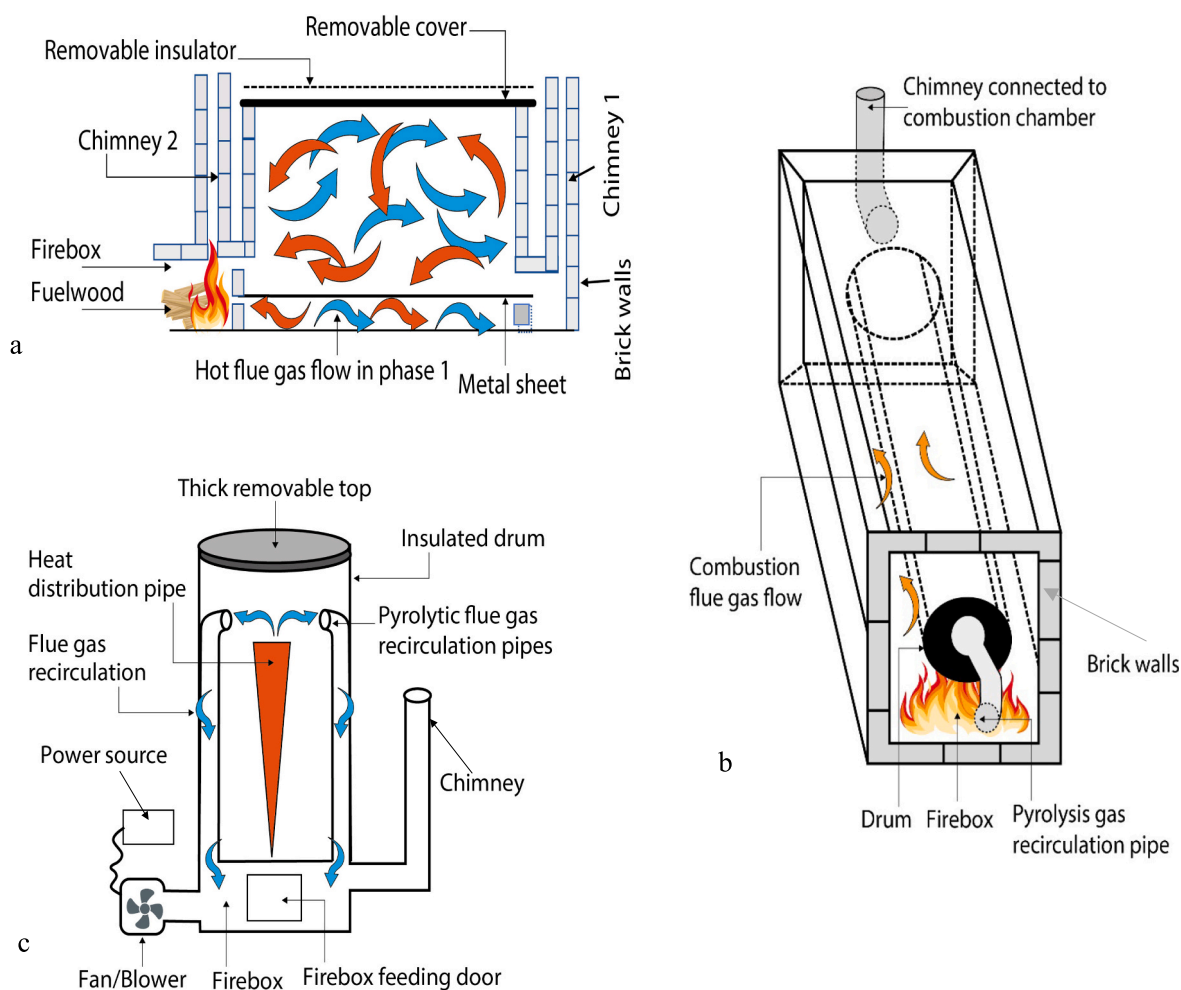 Removable cover
Removable insulator
Chimney 2
Chimney 1
Firebox
Fuelwood
Brick walls
a
Hot flue gas flow in phase 1
Metal sheet
Chimney connected to
combustion chamber
Combustion
flue gas flow
Brick walls
b
Drum
Firebox
Pyrolysis gas
recirculation pipe
Thick removable top
Heat
distribution pipe
Insulated drum
Pyrolytic flue gas
recirculation pipes
Flue gas
recirculation
Power source
Chimney
c
Fan/Blower
Firebox
Firebox feeding door